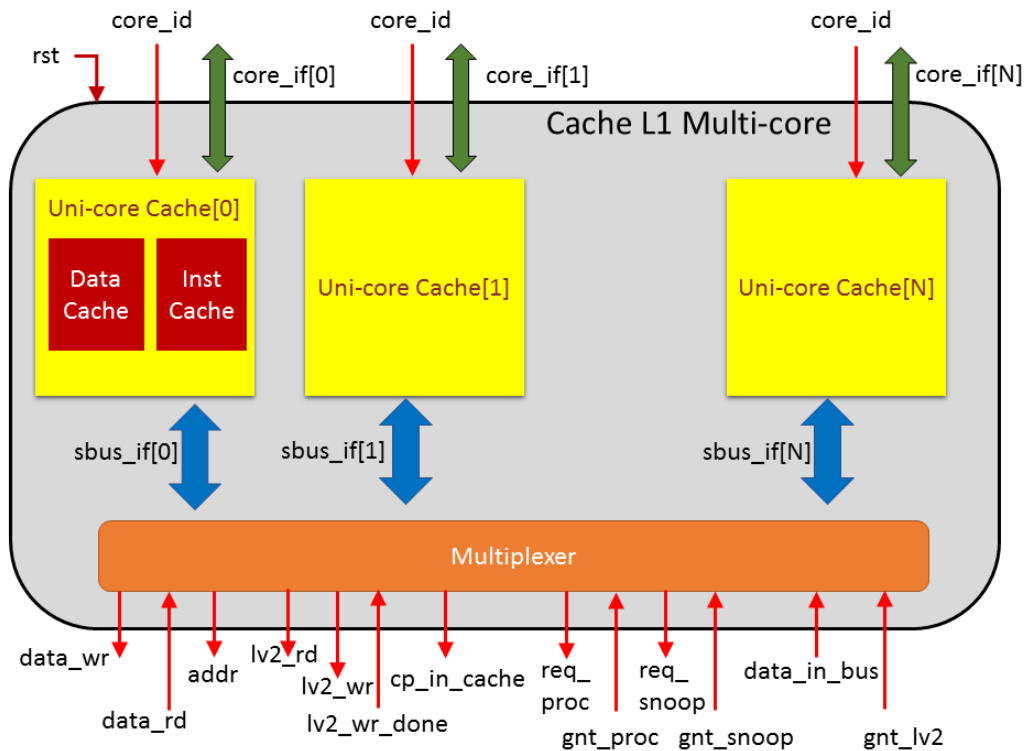 core_id
core_id
core_id
rst
core_if[0]
core_if[1]
core_if[N]
Cache L1 Multi-core
Uni-core Cache[0]
Data
Cache
Inst
Cache
Uni-core Cache[1]
Uni-core Cache[N]
sbus_if[0]
sbus_if[1]
sbus_if[N]
Multiplexer
data_wr
data_rd
addr
lv2_rd
lv2_wr
lv2_wr_done
cp_in_cache
req_
proc
gnt_proc
req_
snoop
gnt_snoop
data_in_bus
gnt_lv2